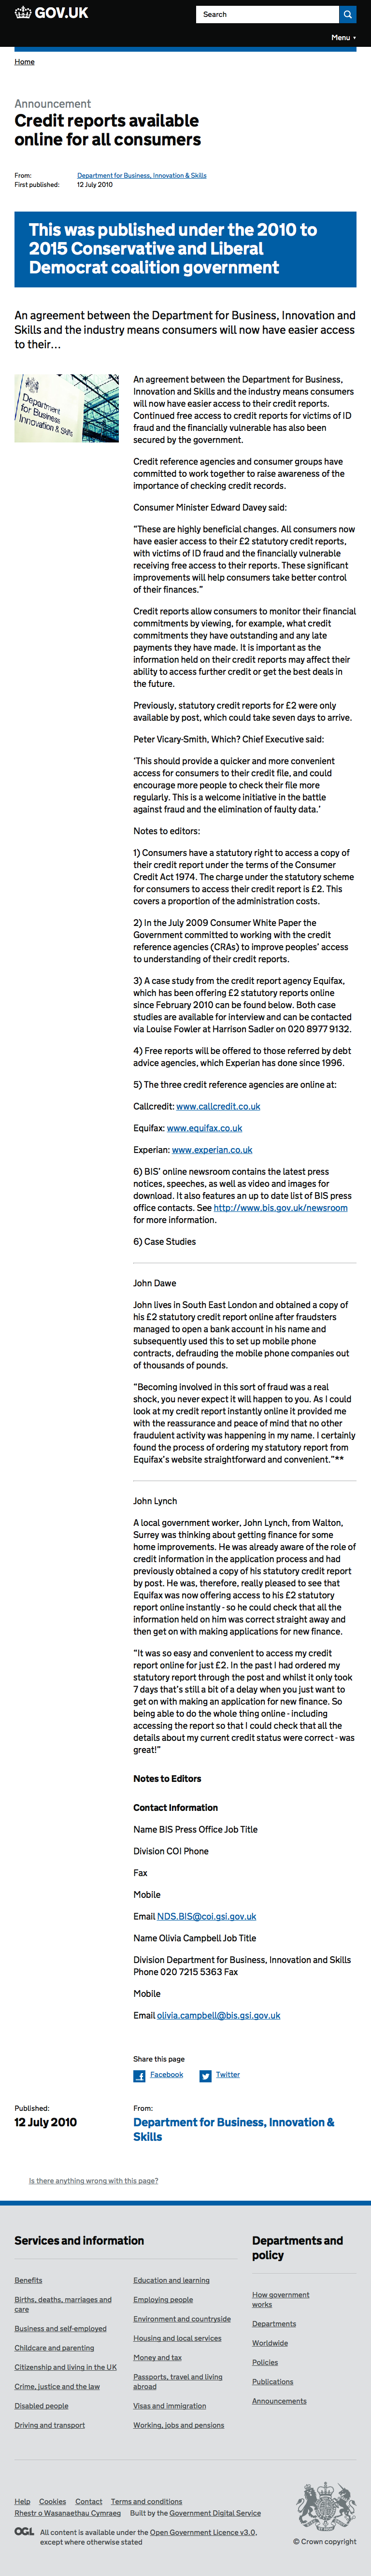 GOV.UK
Search
Menu ▾
Home
Announcement
Credit reports available
online for all consumers
From: Department for Business, Innovation & Skills
First published: 12 July 2010
This was published under the 2010 to
2015 Conservative and Liberal
Democrat coalition government
An agreement between the Department for Business, Innovation and
Skills and the industry means consumers will now have easier access
to their…
Department
for Business
Innovation & Skills
An agreement between the Department for Business,
Innovation and Skills and the industry means consumers
will now have easier access to their credit reports.
Continued free access to credit reports for victims of ID
fraud and the financially vulnerable has also been
secured by the government.
Credit reference agencies and consumer groups have
committed to work together to raise awareness of the
importance of checking credit records.
Consumer Minister Edward Davey said:
“These are highly beneficial changes. All consumers now
have easier access to their £2 statutory credit reports,
with victims of ID fraud and the financially vulnerable
receiving free access to their reports. These significant
improvements will help consumers take better control
of their finances.”
Credit reports allow consumers to monitor their financial
commitments by viewing, for example, what credit
commitments they have outstanding and any late
payments they have made. It is important as the
information held on their credit reports may affect their
ability to access further credit or get the best deals in
the future.
Previously, statutory credit reports for £2 were only
available by post, which could take seven days to arrive.
Peter Vicary-Smith, Which? Chief Executive said:
‘This should provide a quicker and more convenient
access for consumers to their credit file, and could
encourage more people to check their file more
regularly. This is a welcome initiative in the battle
against fraud and the elimination of faulty data.’
Notes to editors:
1) Consumers have a statutory right to access a copy of
their credit report under the terms of the Consumer
Credit Act 1974. The charge under the statutory scheme
for consumers to access their credit report is £2. This
covers a proportion of the administration costs.
2) In the July 2009 Consumer White Paper the
Government committed to working with the credit
reference agencies (CRAs) to improve peoples’ access
to understanding of their credit reports.
3) A case study from the credit report agency Equifax,
which has been offering £2 statutory reports online
since February 2010 can be found below. Both case
studies are available for interview and can be contacted
via Louise Fowler at Harrison Sadler on 020 8977 9132.
4) Free reports will be offered to those referred by debt
advice agencies, which Experian has done since 1996.
5) The three credit reference agencies are online at:
Callcredit: www.callcredit.co.uk
Equifax: www.equifax.co.uk
Experian: www.experian.co.uk
6) BIS’ online newsroom contains the latest press
notices, speeches, as well as video and images for
download. It also features an up to date list of BIS press
office contacts. See http://www.bis.gov.uk/newsroom
for more information.
6) Case Studies
John Dawe
John lives in South East London and obtained a copy of
his £2 statutory credit report online after fraudsters
managed to open a bank account in his name and
subsequently used this to set up mobile phone
contracts, defrauding the mobile phone companies out
of thousands of pounds.
“Becoming involved in this sort of fraud was a real
shock, you never expect it will happen to you. As I could
look at my credit report instantly online it provided me
with the reassurance and peace of mind that no other
fraudulent activity was happening in my name. I certainly
found the process of ordering my statutory report from
Equifax’s website straightforward and convenient.”**
John Lynch
A local government worker, John Lynch, from Walton,
Surrey was thinking about getting finance for some
home improvements. He was already aware of the role of
credit information in the application process and had
previously obtained a copy of his statutory credit report
by post. He was, therefore, really pleased to see that
Equifax was now offering access to his £2 statutory
report online instantly - so he could check that all the
information held on him was correct straight away and
then get on with making applications for new finance.
“It was so easy and convenient to access my credit
report online for just £2. In the past I had ordered my
statutory report through the post and whilst it only took
7 days that’s still a bit of a delay when you just want to
get on with making an application for new finance. So
being able to do the whole thing online - including
accessing the report so that I could check that all the
details about my current credit status were correct - was
great!”
Notes to Editors
Contact Information
Name BIS Press Office Job Title
Division COI Phone
Fax
Mobile
Email NDS.BIS@coi.gsi.gov.uk
Name Olivia Campbell Job Title
Division Department for Business, Innovation and Skills
Phone 020 7215 5363 Fax
Mobile
Email olivia.campbell@bis.gsi.gov.uk
Share this page
Facebook Twitter
Published: From:
12 July 2010 Department for Business, Innovation &
Skills
Is there anything wrong with this page?
Services and information
Benefits
Births, deaths, marriages and
care
Business and self-employed
Childcare and parenting
Citizenship and living in the UK
Crime, justice and the law
Disabled people
Driving and transport
Education and learning
Employing people
Environment and countryside
Housing and local services
Money and tax
Passports, travel and living
abroad
Visas and immigration
Working, jobs and pensions
Departments and
policy
How government
works
Departments
Worldwide
Policies
Publications
Announcements
Help Cookies Contact Terms and conditions
Rhestr o Wasanaethau Cymraeg Built by the Government Digital Service
OGL All content is available under the Open Government Licence v3.0,
except where otherwise stated
© Crown copyright